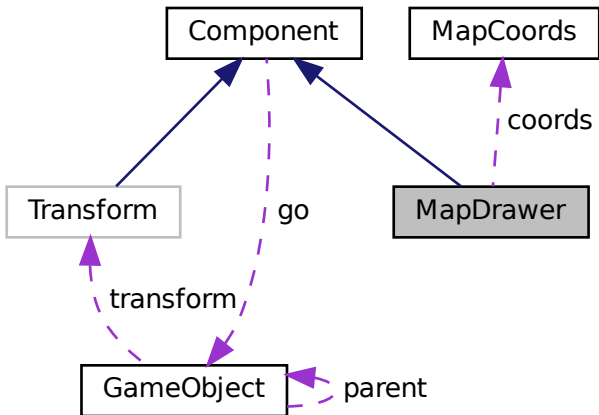 Component
MapCoords
coords
Transform
MapDrawer
go
transform
GameObject
parent